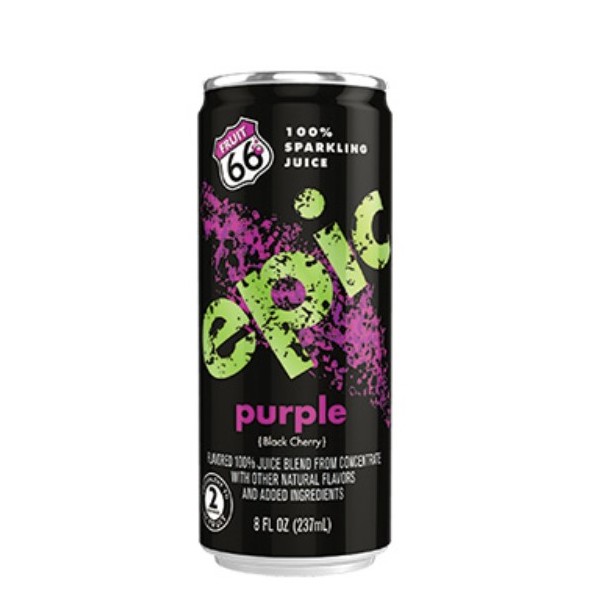 FRUIT
66
100%
SPARKLING
JUICE
epic
purple
{Black Cherry}
FLAVORED 100% JUICE BLEND FROM CONCENTRATE
WITH OTHER NATURAL FLAVORS
AND ADDED INGREDIENTS
2
8 FL OZ (237mL)